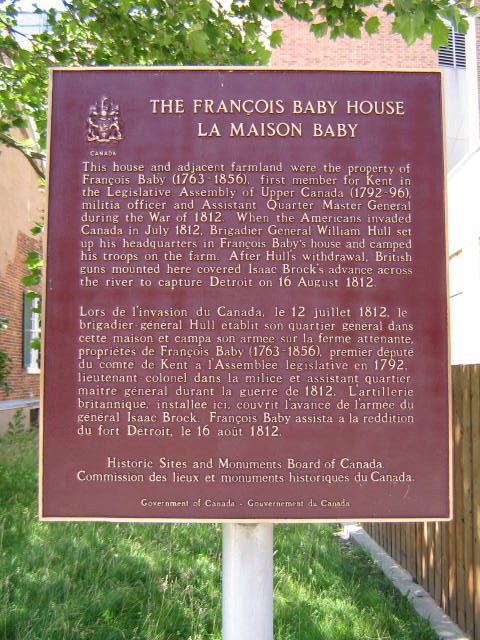 CANADA
THE FRANÇOIS BABY HOUSE
LA MAISON BABY
This house and adjacent farmland were the property of
François Baby (1763-1856), first member for Kent in
the Legislative Assembly of Upper Canada (1792-96),
militia officer and Assistant Quarter Master General
during the War of 1812. When the Americans invaded
Canada in July 1812, Brigadier General William Hull set
up his headquarters in François Baby's house and camped
his troops on the farm. After Hull's withdrawal, British
guns mounted here covered Isaac Brock's advance across
the river to capture Detroit on 16 August 1812.
Lors de l'invasion du Canada, le 12 juillet 1812, le
brigadier-général Hull établit son quartier général dans
cette maison et campa son armée sur la ferme attenante,
propriétés de François Baby (1763-1856), premier député
du comté de Kent à l'Assemblée législative en 1792,
lieutenant-colonel dans la milice et assistant quartier-
maître général durant la guerre de 1812. L'artillerie
britannique, installée ici, couvrit l'avance de l'armée du
général Isaac Brock. François Baby assista à la reddition
du fort Detroit, le 16 août 1812.
Historic Sites and Monuments Board of Canada.
Commission des lieux et monuments historiques du Canada.
Government of Canada - Gouvernement du Canada